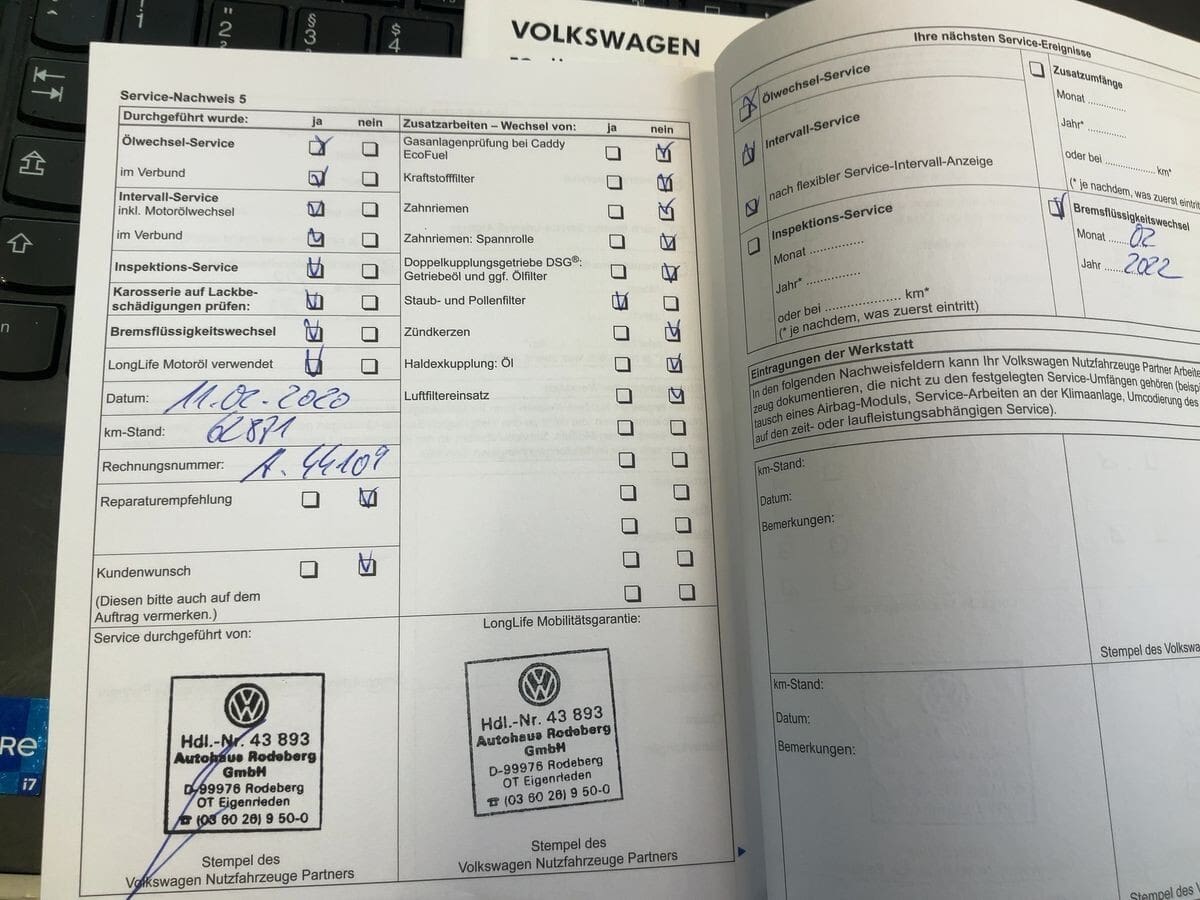 ! 1
" 2
§ 3
$ 4
n
RE
i7
VOLKSWAGEN
Service-Nachweis 5
Durchgeführt wurde: ja nein
Ölwechsel-Service
im Verbund
Intervall-Service
inkl. Motorölwechsel
im Verbund
Inspektions-Service
Karosserie auf Lackbe-
schädigungen prüfen:
Bremsflüssigkeitswechsel
LongLife Motoröl verwendet
Datum: 11.02.2020
km-Stand: 62871
Rechnungsnummer: A. 44109
Reparaturempfehlung
Kundenwunsch
(Diesen bitte auch auf dem
Auftrag vermerken.)
Service durchgeführt von:
Hdl.-Nr. 43 893
Autohaus Rodeberg
GmbH
D-99976 Rodeberg
OT Eigenrieden
☎ (03 60 26) 9 50-0
Stempel des
Volkswagen Nutzfahrzeuge Partners
Zusatzarbeiten – Wechsel von: ja nein
Gasanlagenprüfung bei Caddy
EcoFuel
Kraftstofffilter
Zahnriemen
Zahnriemen: Spannrolle
Doppelkupplungsgetriebe DSG®:
Getriebeöl und ggf. Ölfilter
Staub- und Pollenfilter
Zündkerzen
Haldexkupplung: Öl
Luftfiltereinsatz
LongLife Mobilitätsgarantie:
Hdl.-Nr. 43 893
Autohaus Rodeberg
GmbH
D-99976 Rodeberg
OT Eigenrieden
☎ (03 60 26) 9 50-0
Stempel des
Volkswagen Nutzfahrzeuge Partners
Ihre nächsten Service-Ereignisse
Ölwechsel-Service
Intervall-Service
nach flexibler Service-Intervall-Anzeige
Inspektions-Service
Monat ...............
Jahr* ...............
oder bei .................... km*
(* je nachdem, was zuerst eintritt)
Zusatzumfänge
Monat .............
Jahr* .............
oder bei ................ km*
(* je nachdem, was zuerst eintritt
Bremsflüssigkeitswechsel
Monat ...... 02
Jahr ...... 2022
Eintragungen der Werkstatt
In den folgenden Nachweisfeldern kann Ihr Volkswagen Nutzfahrzeuge Partner Arbeite
zeug dokumentieren, die nicht zu den festgelegten Service-Umfängen gehören (beispi
tausch eines Airbag-Moduls, Service-Arbeiten an der Klimaanlage, Umcodierung des
auf den zeit- oder laufleistungsabhängigen Service).
km-Stand:
Datum:
Bemerkungen:
Stempel des Volkswa
km-Stand:
Datum:
Bemerkungen:
Stempel des V